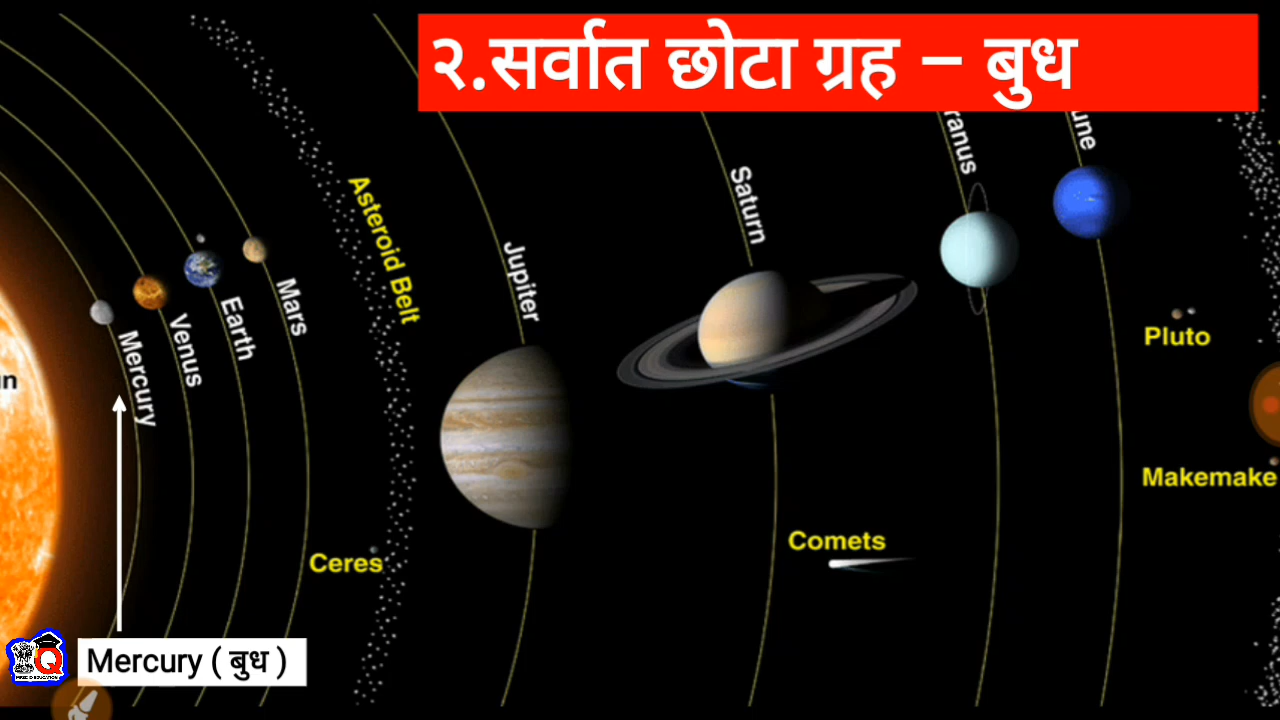 २.सर्वात छोटा ग्रह – बुध
Mercury
Venus
Earth
Mars
Asteroid Belt
Ceres
Jupiter
Saturn
Comets
Pluto
Makemake
Mercury ( बुध )